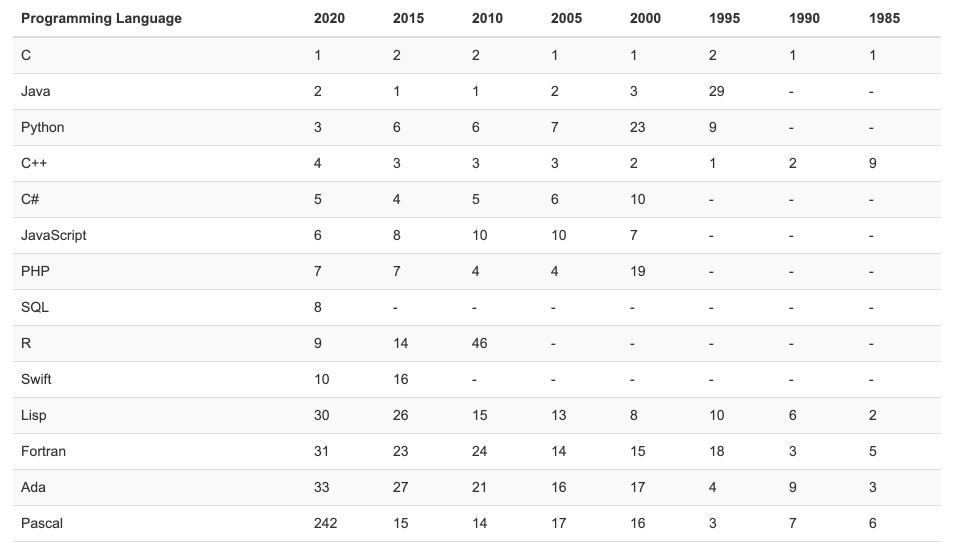 Programming Language 2020 2015 2010 2005 2000 1995 1990 1985
C 1 2 2 1 1 2 1 1
Java 2 1 1 2 3 29 - -
Python 3 6 6 7 23 9 - -
C++ 4 3 3 3 2 1 2 9
C# 5 4 5 6 10 - - -
JavaScript 6 8 10 10 7 - - -
PHP 7 7 4 4 19 - - -
SQL 8 - - - - - - -
R 9 14 46 - - - - -
Swift 10 16 - - - - - -
Lisp 30 26 15 13 8 10 6 2
Fortran 31 23 24 14 15 18 3 5
Ada 33 27 21 16 17 4 9 3
Pascal 242 15 14 17 16 3 7 6